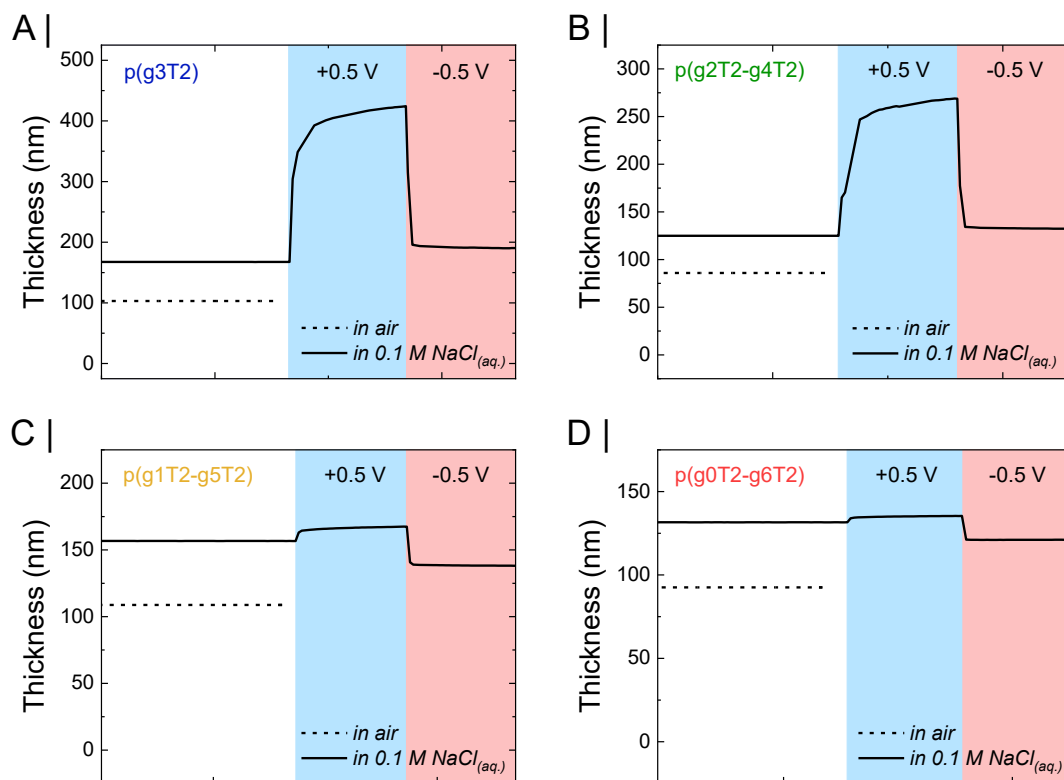 A |
p(g3T2)
+0.5 V
-0.5 V
500
400
300
200
100
0
Thickness (nm)
in air
in 0.1 M NaCl(aq.)
B |
p(g2T2-g4T2)
+0.5 V
-0.5 V
300
250
200
150
100
50
0
Thickness (nm)
in air
in 0.1 M NaCl(aq.)
C |
p(g1T2-g5T2)
+0.5 V
-0.5 V
200
150
100
50
0
Thickness (nm)
in air
in 0.1 M NaCl(aq.)
D |
p(g0T2-g6T2)
+0.5 V
-0.5 V
150
100
50
0
Thickness (nm)
in air
in 0.1 M NaCl(aq.)